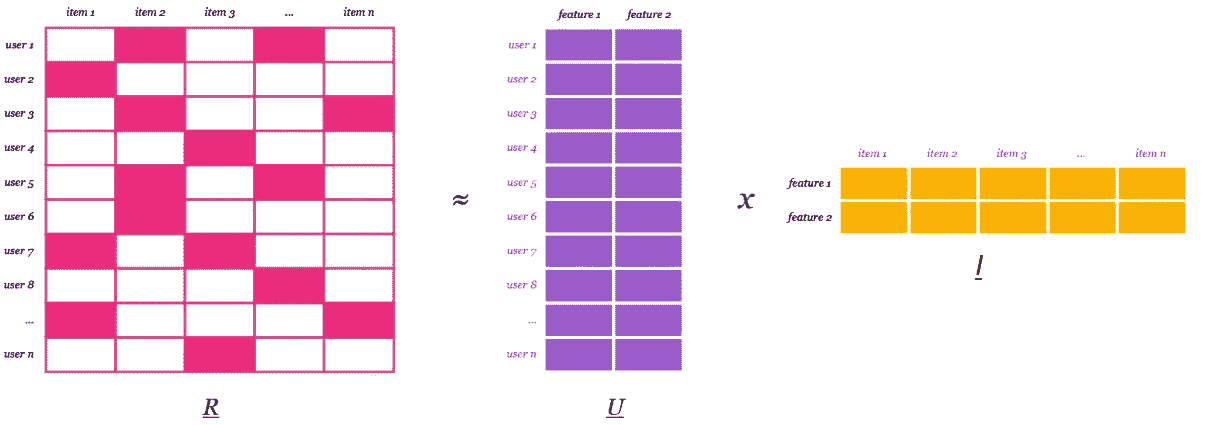 item 1 item 2 item 3 ... item n
user 1
user 2
user 3
user 4
user 5
user 6
user 7
user 8
...
user n
R
≈
feature 1 feature 2
user 1
user 2
user 3
user 4
user 5
user 6
user 7
user 8
...
user n
U
x
item 1 item 2 item 3 ... item n
feature 1
feature 2
I